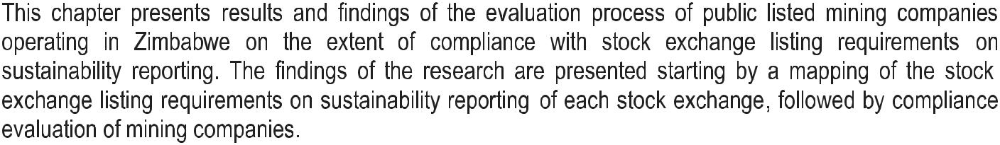 This chapter presents results and findings of the evaluation process of public listed mining companies
operating in Zimbabwe on the extent of compliance with stock exchange listing requirements on
sustainability reporting. The findings of the research are presented starting by a mapping of the stock
exchange listing requirements on sustainability reporting of each stock exchange, followed by compliance
evaluation of mining companies.